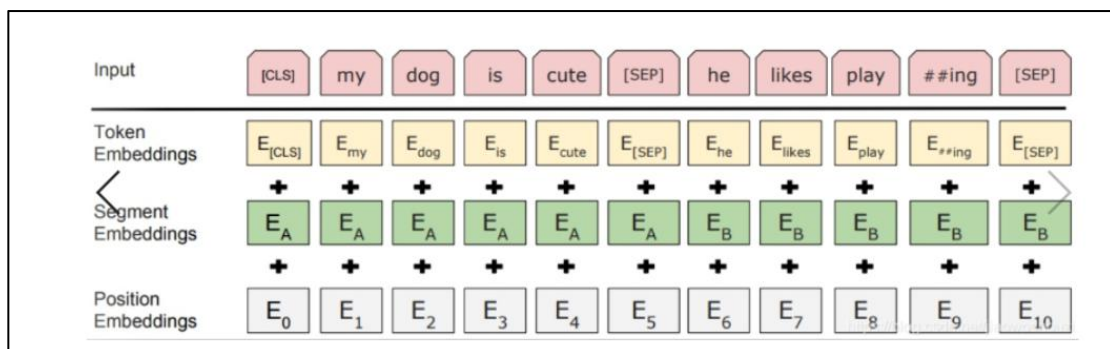 Input [CLS] my dog is cute [SEP] he likes play ##ing [SEP]
Token Embeddings E[CLS] Emy Edog Eis Ecute E[SEP] Ehe Elikes Eplay E##ing E[SEP]
+ + + + + + + + + + +
Segment Embeddings EA EA EA EA EA EA EB EB EB EB EB
+ + + + + + + + + + +
Position Embeddings E0 E1 E2 E3 E4 E5 E6 E7 E8 E9 E10